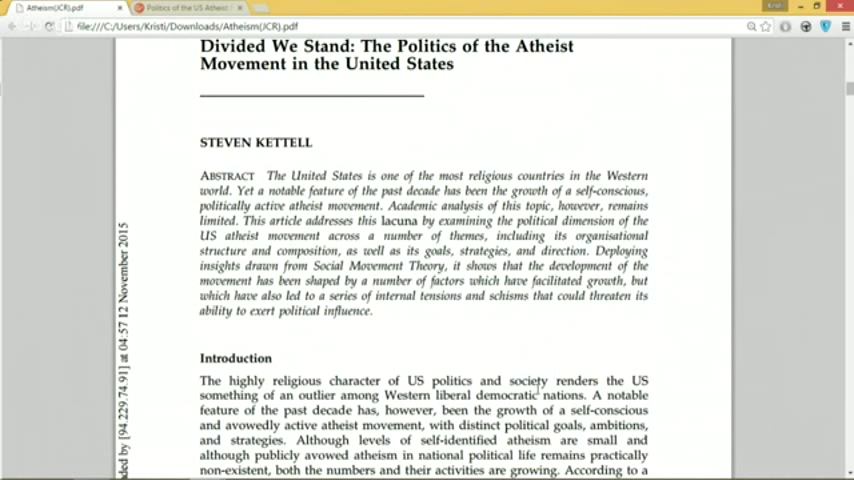 Atheism(JCR).pdf
Politics of the US Atheist
Kristi
file:///C:/Users/Kristi/Downloads/Atheism(JCR).pdf
Divided We Stand: The Politics of the Atheist
Movement in the United States
STEVEN KETTELL
ABSTRACT The United States is one of the most religious countries in the Western
world. Yet a notable feature of the past decade has been the growth of a self-conscious,
politically active atheist movement. Academic analysis of this topic, however, remains
limited. This article addresses this lacuna by examining the political dimension of the
US atheist movement across a number of themes, including its organisational
structure and composition, as well as its goals, strategies, and direction. Deploying
insights drawn from Social Movement Theory, it shows that the development of the
movement has been shaped by a number of factors which have facilitated growth, but
which have also led to a series of internal tensions and schisms that could threaten its
ability to exert political influence.
Introduction
The highly religious character of US politics and society renders the US
something of an outlier among Western liberal democratic nations. A notable
feature of the past decade has, however, been the growth of a self-conscious
and avowedly active atheist movement, with distinct political goals, ambitions,
and strategies. Although levels of self-identified atheism are small and
although publicly avowed atheism in national political life remains practically
non-existent, both the numbers and their activities are growing. According to a
ded by [94.229.74.91] at 04:57 12 November 2015